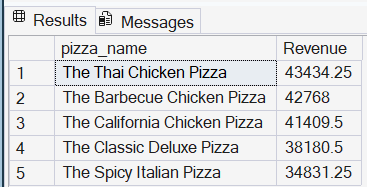 Results Messages
pizza_name Revenue
1 The Thai Chicken Pizza 43434.25
2 The Barbecue Chicken Pizza 42768
3 The California Chicken Pizza 41409.5
4 The Classic Deluxe Pizza 38180.5
5 The Spicy Italian Pizza 34831.25